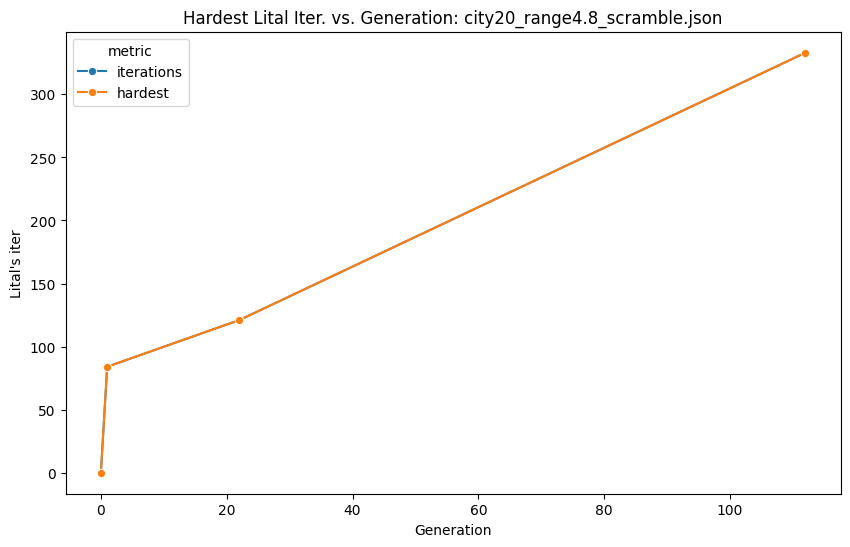 Hardest Lital Iter. vs. Generation: city20_range4.8_scramble.json
metric
iterations
hardest
300
250
200
150
100
50
0
Lital's iter
0 20 40 60 80 100
Generation